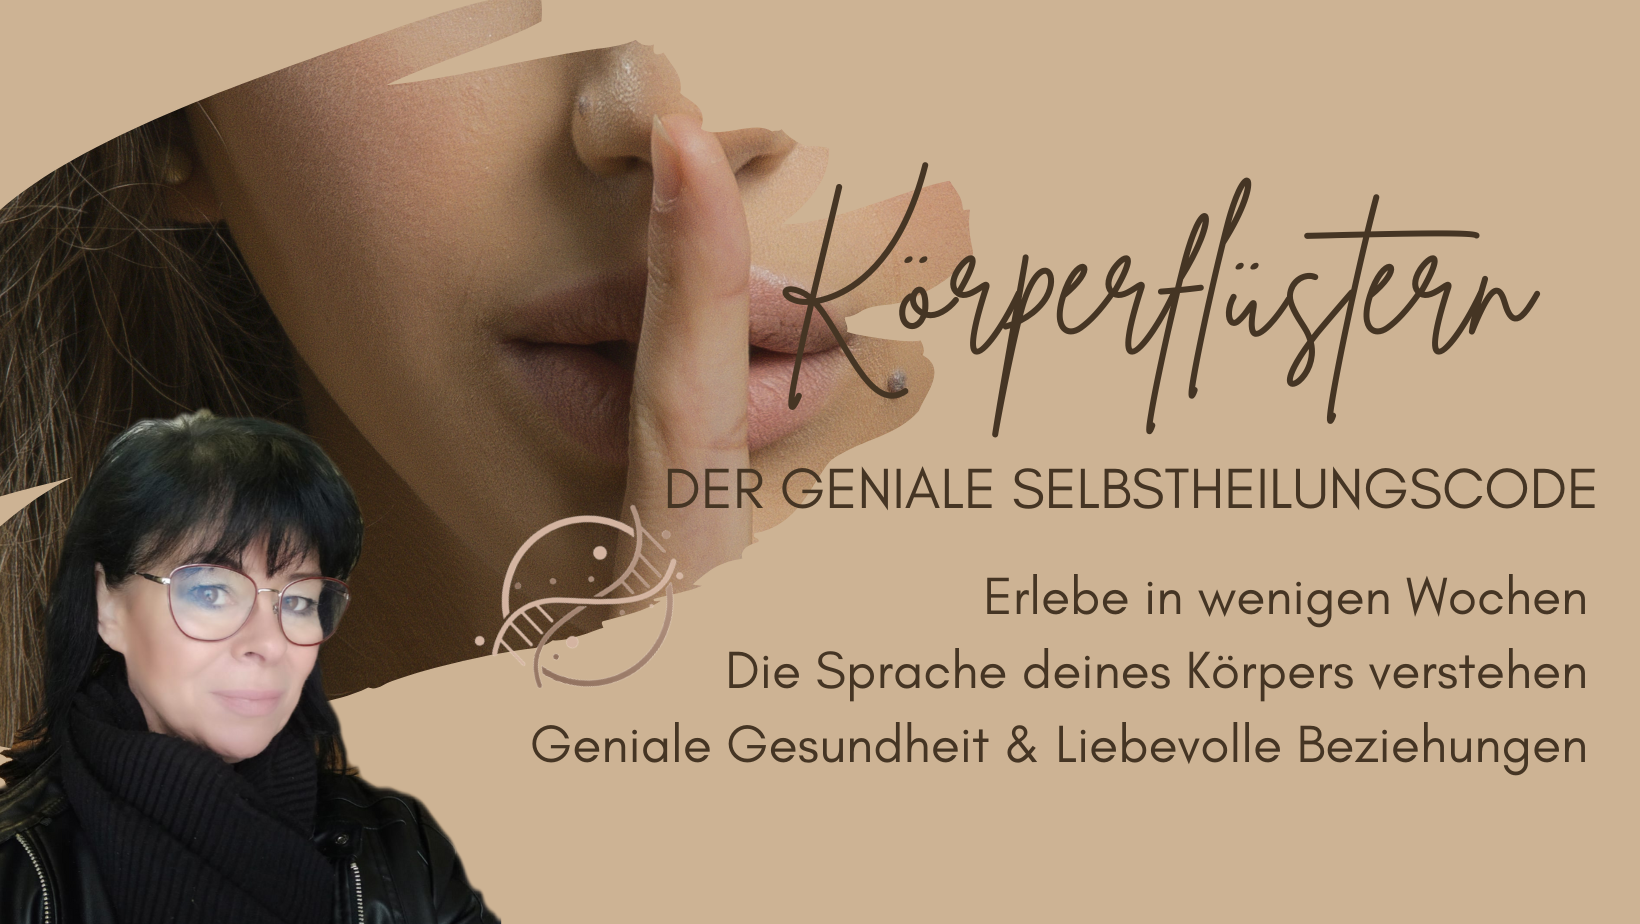 Körperflüstern
DER GENIALE SELBSTHEILUNGSCODE
Erlebe in wenigen Wochen
Die Sprache deines Körpers verstehen
Geniale Gesundheit & Liebevolle Beziehungen